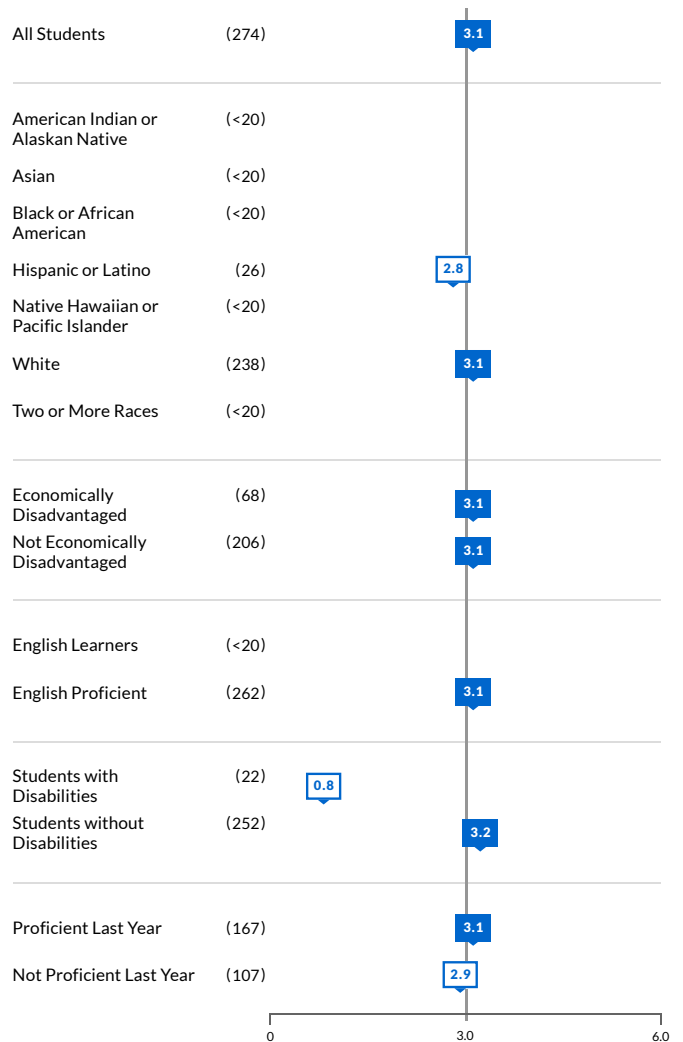 All Students (274) 3.1
American Indian or
Alaskan Native (<20)
Asian (<20)
Black or African
American (<20)
Hispanic or Latino (26) 2.8
Native Hawaiian or
Pacific Islander (<20)
White (238) 3.1
Two or More Races (<20)
Economically
Disadvantaged (68) 3.1
Not Economically
Disadvantaged (206) 3.1
English Learners (<20)
English Proficient (262) 3.1
Students with
Disabilities (22) 0.8
Students without
Disabilities (252) 3.2
Proficient Last Year (167) 3.1
Not Proficient Last Year (107) 2.9
0 3.0 6.0